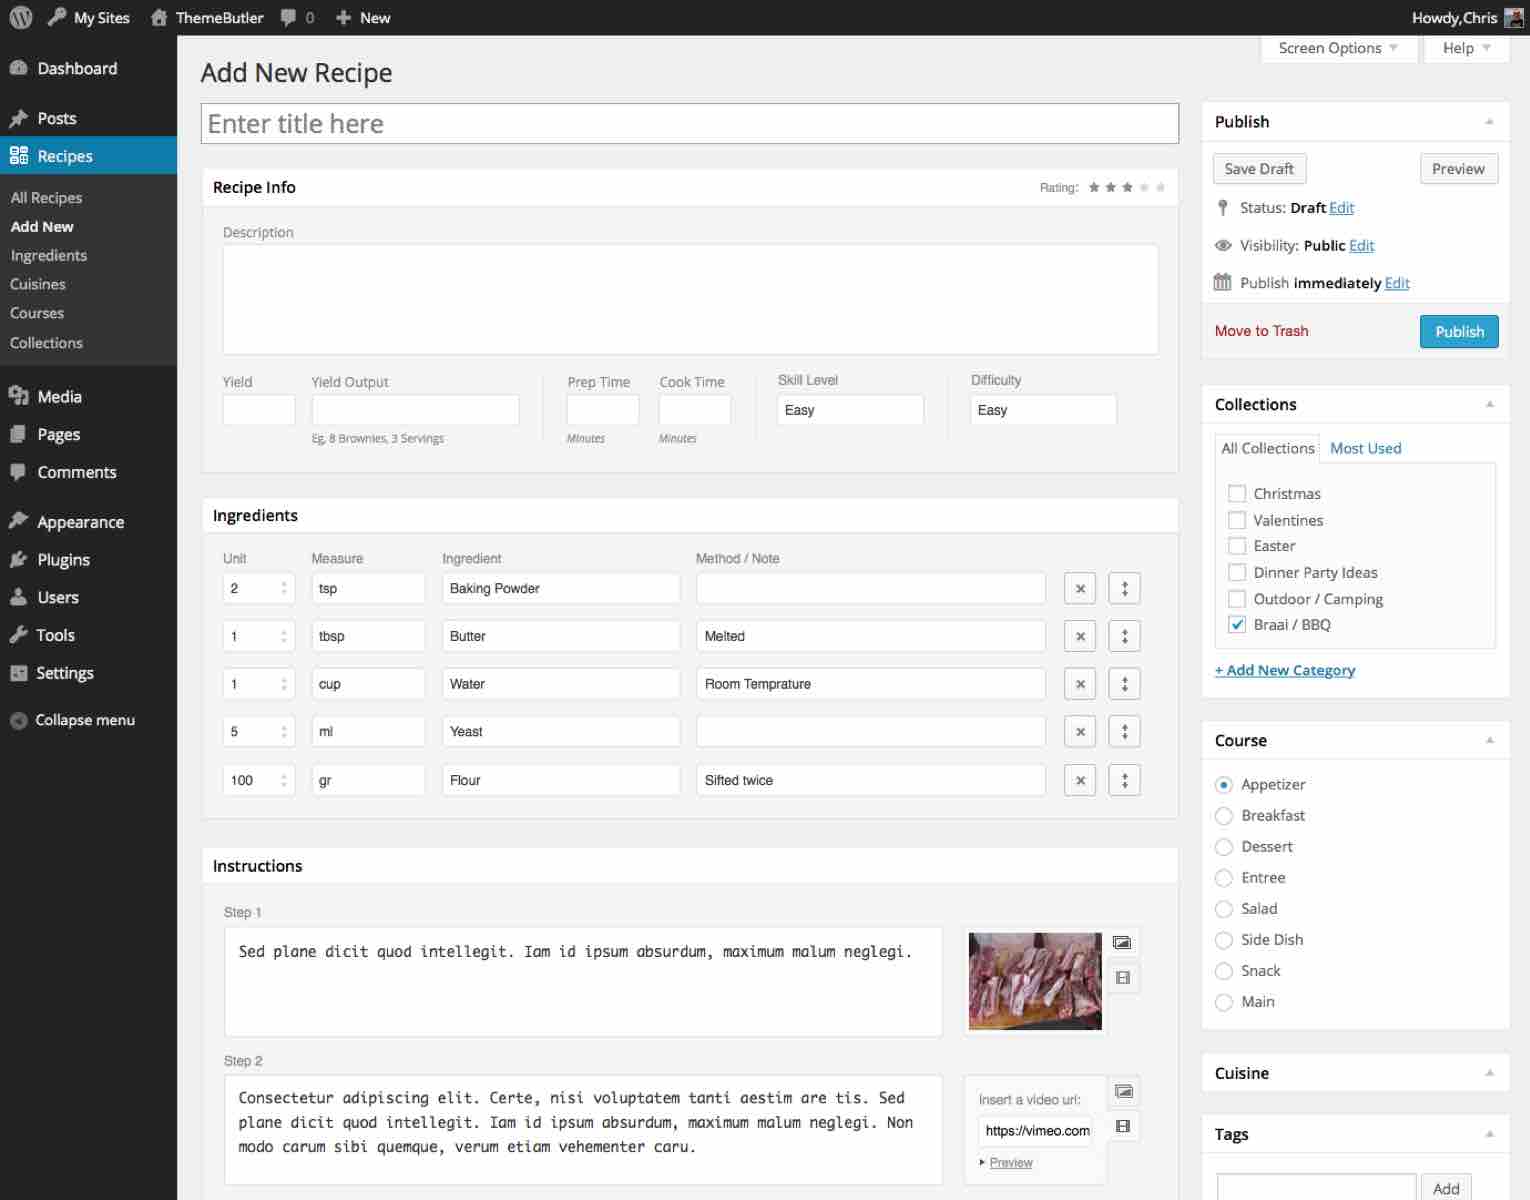 My Sites ThemeButler 0 New Howdy,Chris
Screen Options Help
Dashboard
Posts
Recipes
All Recipes
Add New
Ingredients
Cuisines
Courses
Collections
Media
Pages
Comments
Appearance
Plugins
Users
Tools
Settings
Collapse menu
Add New Recipe
Enter title here
Recipe Info Rating:
Description
Yield Yield Output Prep Time Cook Time Skill Level Difficulty
Easy Easy
Eg, 8 Brownies, 3 Servings Minutes Minutes
Ingredients
Unit Measure Ingredient Method / Note
2 tsp Baking Powder
1 tbsp Butter Melted
1 cup Water Room Temprature
5 ml Yeast
100 gr Flour Sifted twice
Instructions
Step 1
Sed plane dicit quod intellegit. Iam id ipsum absurdum, maximum malum neglegi.
Step 2
Consectetur adipiscing elit. Certe, nisi voluptatem tanti aestim are tis. Sed
plane dicit quod intellegit. Iam id ipsum absurdum, maximum malum neglegi. Non
modo carum sibi quemque, verum etiam vehementer caru.
Insert a video url:
https://vimeo.com
Preview
Publish
Save Draft Preview
Status: Draft Edit
Visibility: Public Edit
Publish immediately Edit
Move to Trash Publish
Collections
All Collections Most Used
Christmas
Valentines
Easter
Dinner Party Ideas
Outdoor / Camping
Braai / BBQ
+ Add New Category
Course
Appetizer
Breakfast
Dessert
Entree
Salad
Side Dish
Snack
Main
Cuisine
Tags
Add